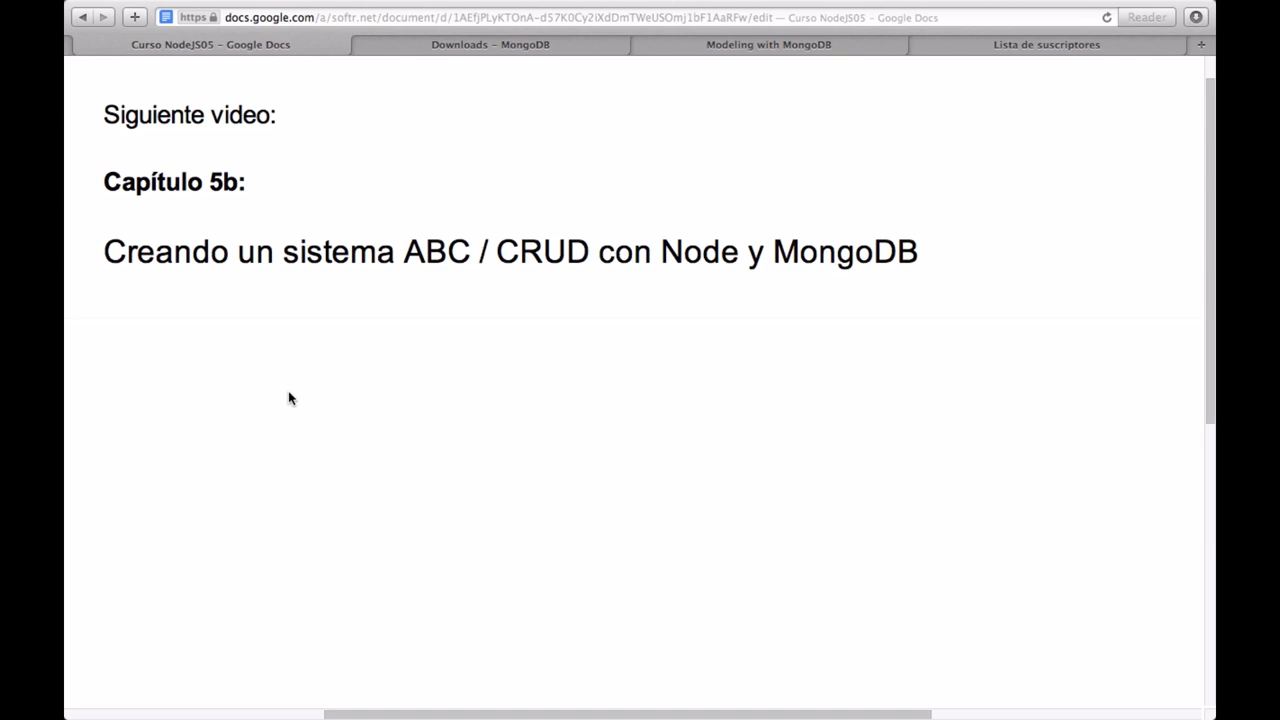 https docs.google.com/a/softr.net/document/d/1AEfjPLyKTOnA-d57K0Cy2iXdDmTWeUSOmj1bF1AaRFw/edit — Curso NodeJS05 - Google Docs Reader
Curso NodeJS05 - Google Docs Downloads - MongoDB Modeling with MongoDB Lista de suscriptores
Siguiente video:
Capítulo 5b:
Creando un sistema ABC / CRUD con Node y MongoDB